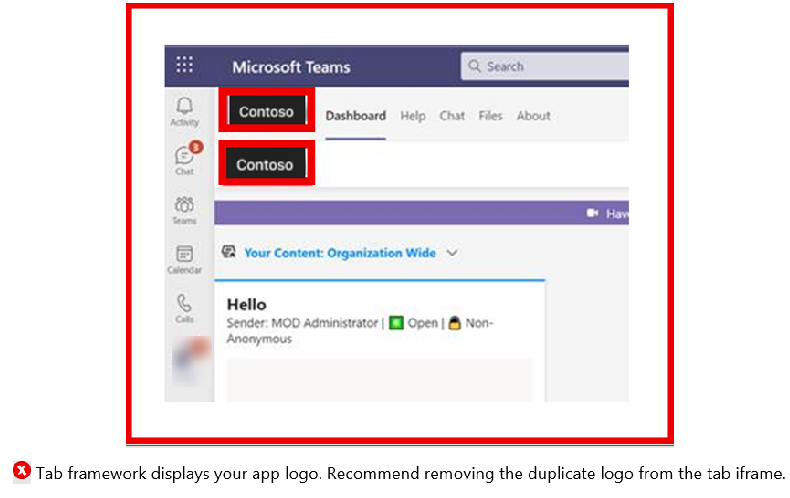 Microsoft Teams
Search
Activity
Contoso
Dashboard Help Chat Files About
3
Chat
Contoso
Teams
Have
Calendar
Your Content: Organization Wide
Calls
Hello
Sender: MOD Administrator | Open | Non-
Anonymous
Tab framework displays your app logo. Recommend removing the duplicate logo from the tab iframe.